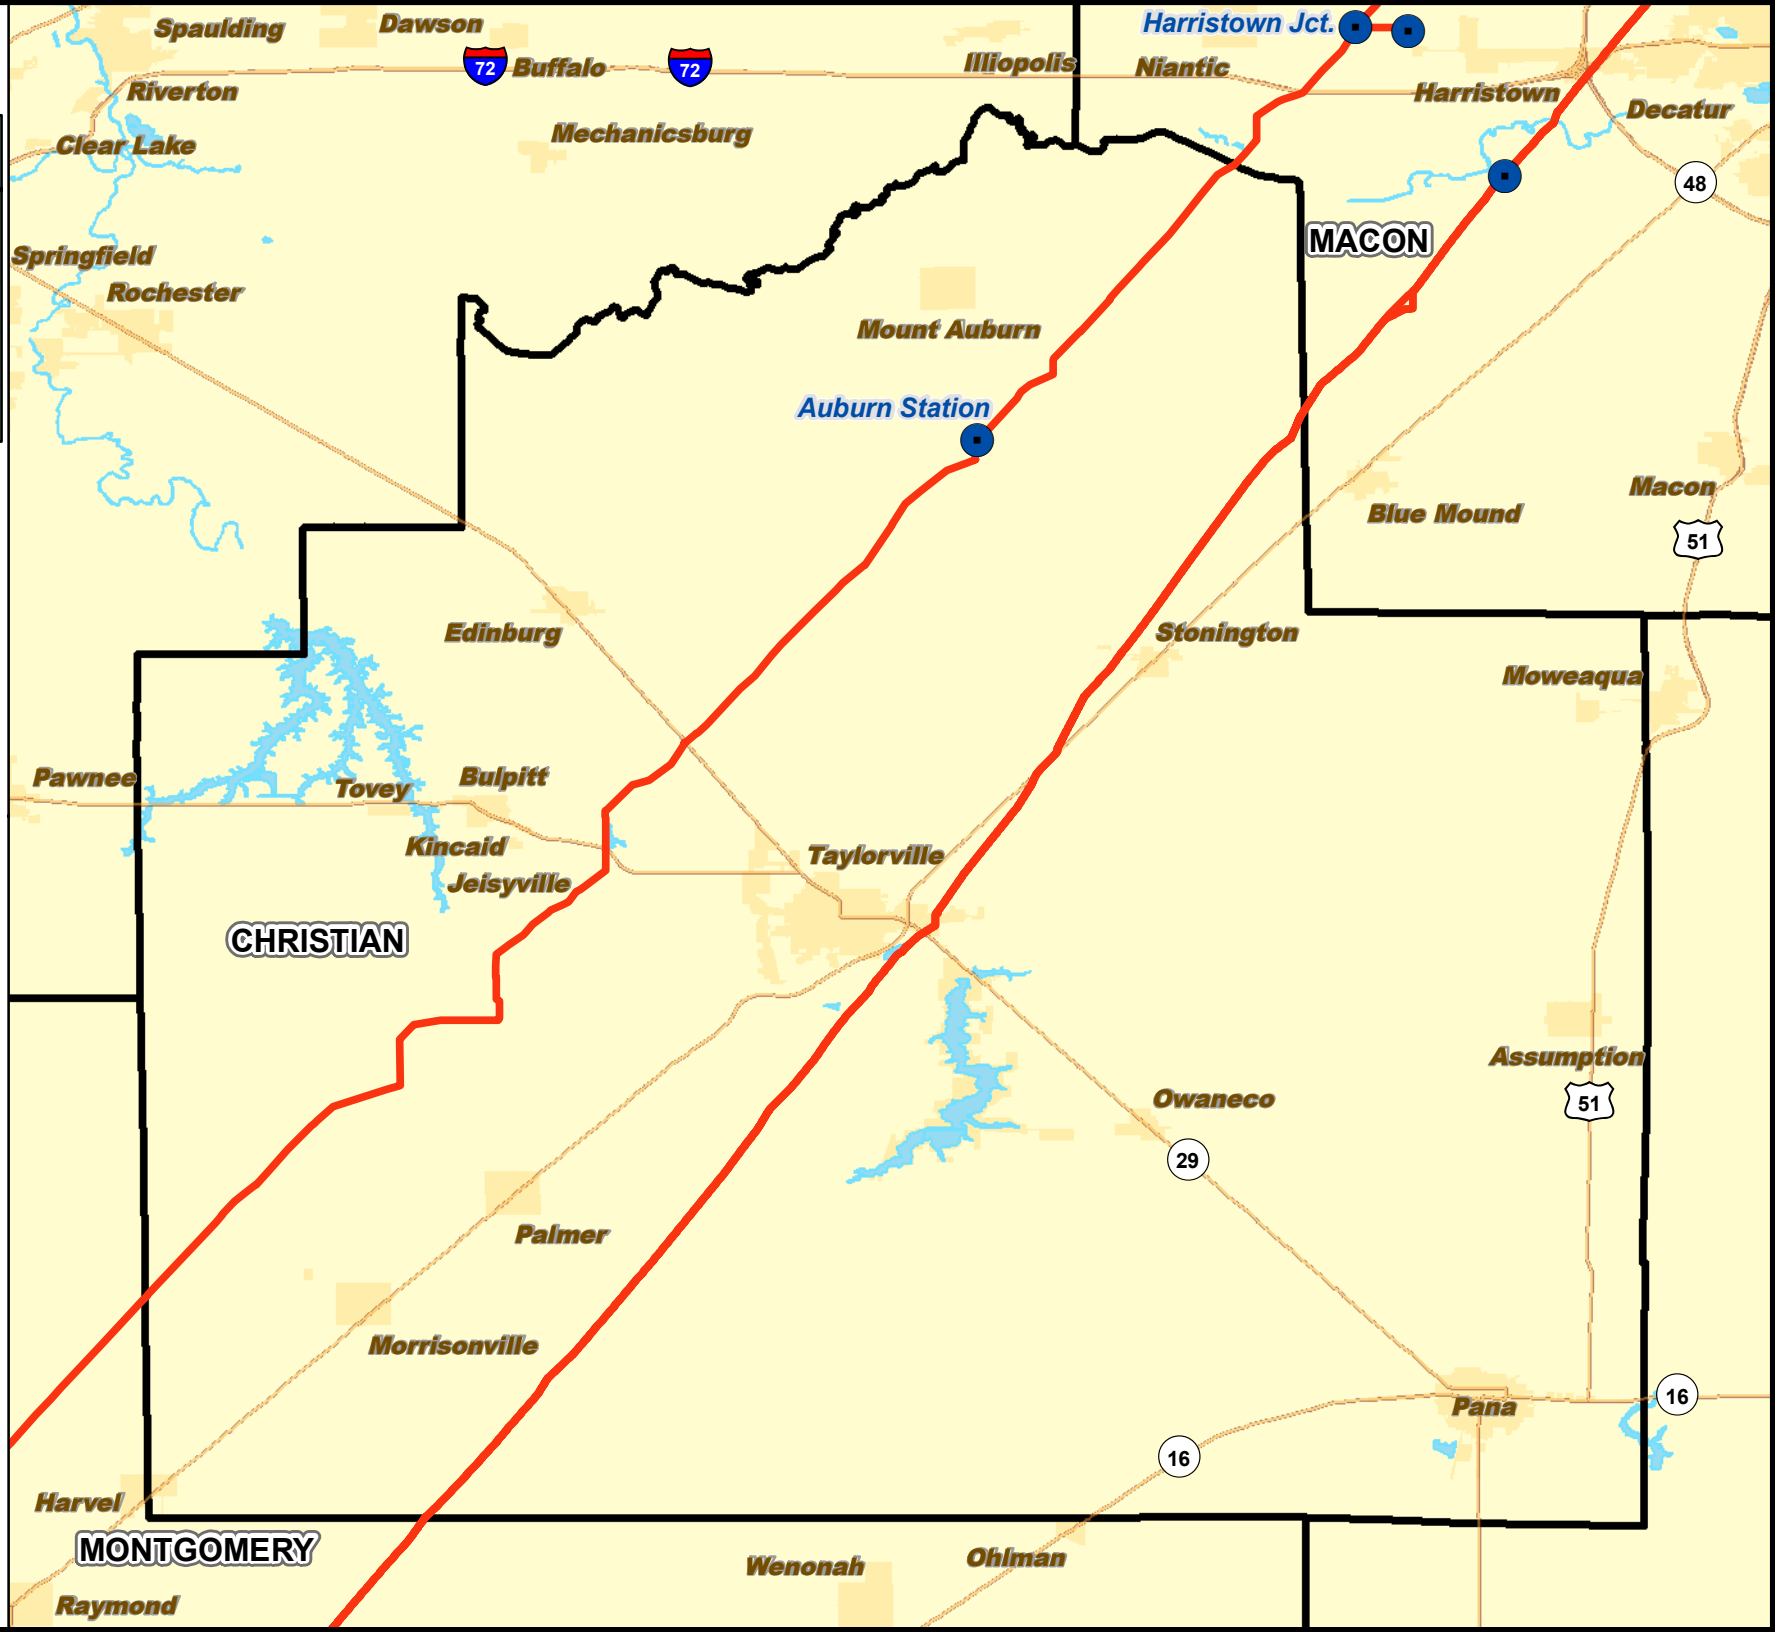 Spaulding
Dawson
Harristown Jct.
72
Buffalo
72
Illiopolis
Niantic
Riverton
Harristown
Decatur
Clear Lake
Mechanicsburg
48
MACON
Springfield
Rochester
Mount Auburn
Auburn Station
Macon
Blue Mound
51
Edinburg
Stonington
Moweaqua
Pawnee
Tovey
Bulpitt
Kincaid
Taylorville
Jeisyville
CHRISTIAN
Assumption
Owaneco
51
29
Palmer
Morrisonville
16
Pana
16
Harvel
MONTGOMERY
Wenonah
Ohlman
Raymond